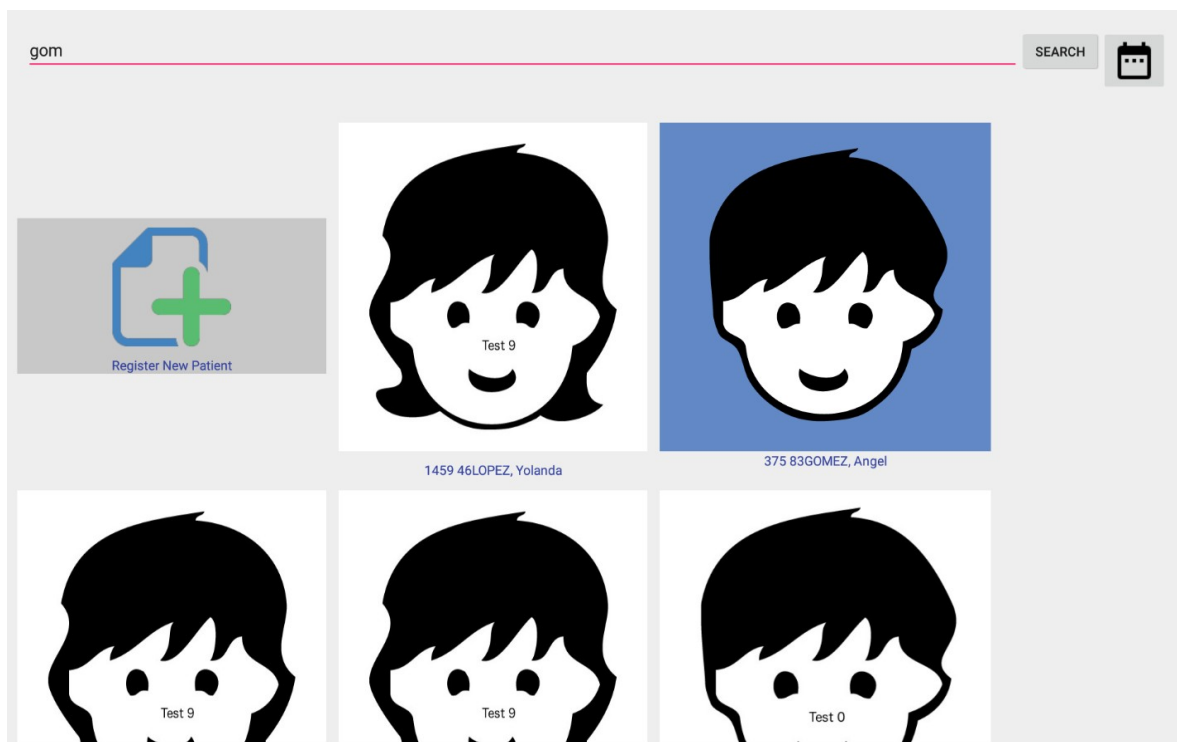 gom
SEARCH
Test 9
Register New Patient
1459 46LOPEZ, Yolanda
375 83GOMEZ, Angel
Test 9
Test 9
Test 0